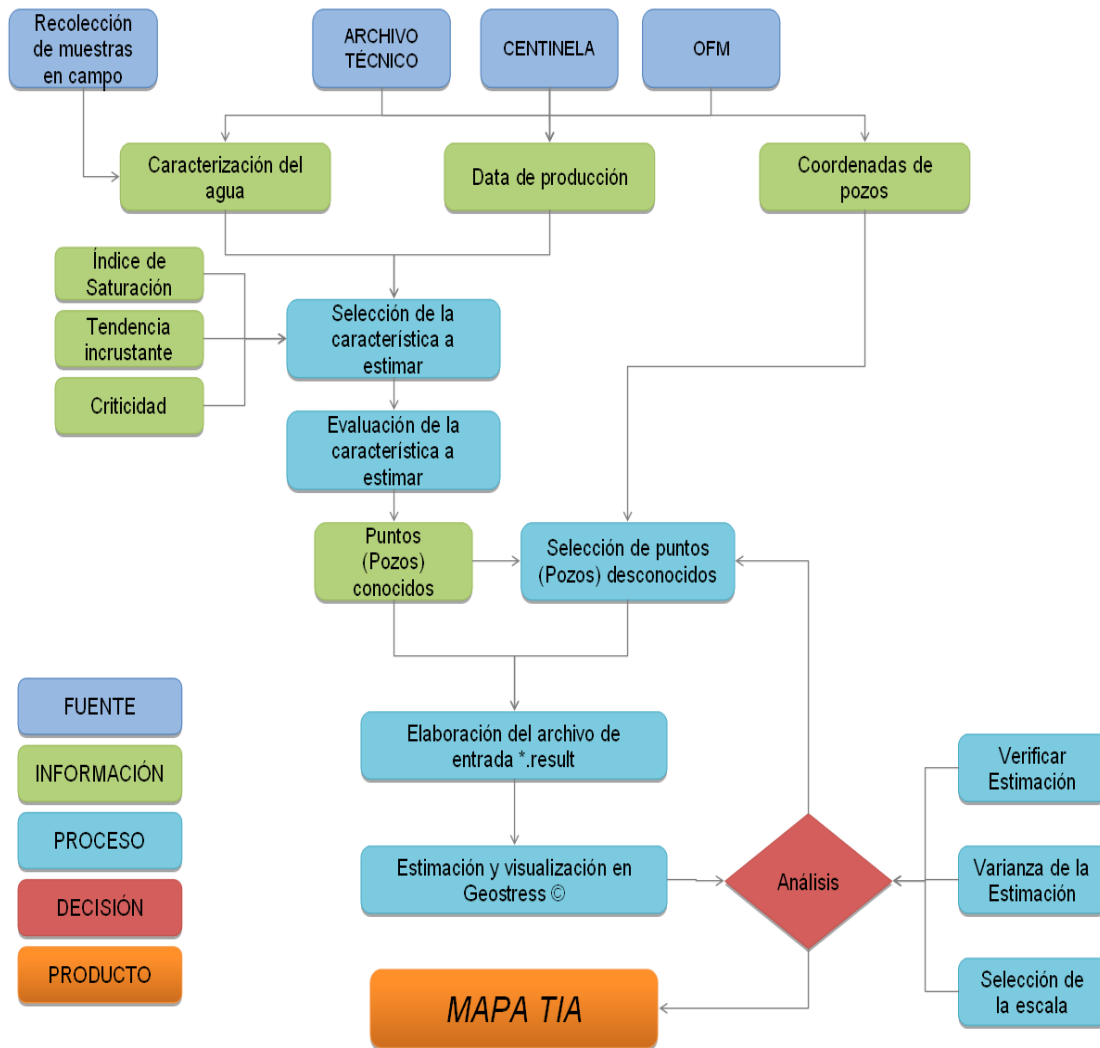 Recolección
de muestras
en campo
ARCHIVO
TÉCNICO
CENTINELA
OFM
Caracterización del
agua
Data de producción
Coordenadas de
pozos
Índice de
Saturación
Tendencia
incrustante
Criticidad
Selección de la
característica a
estimar
Evaluación de la
característica a
estimar
Puntos
(Pozos)
conocidos
Selección de puntos
(Pozos) desconocidos
FUENTE
INFORMACIÓN
PROCESO
DECISIÓN
PRODUCTO
Elaboración del archivo de
entrada *.result
Estimación y visualización en
Geostress ©
Análisis
Verificar
Estimación
Varianza de la
Estimación
Selección de
la escala
MAPA TIA